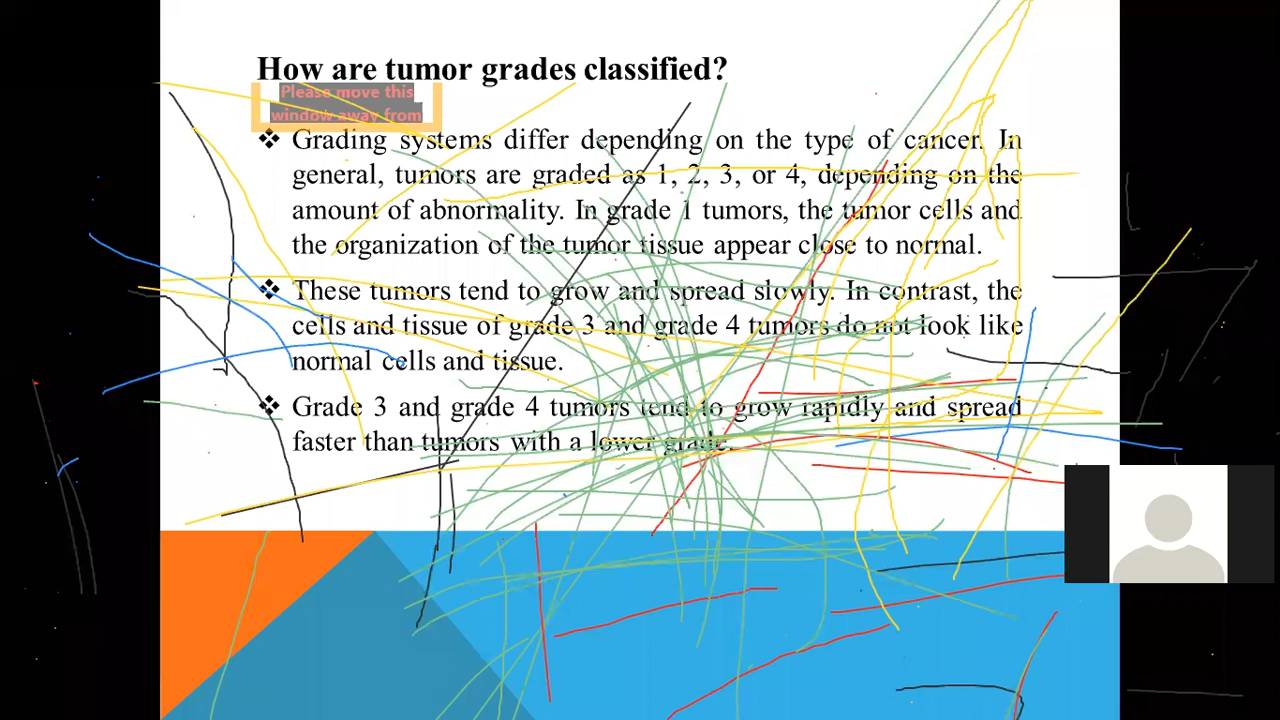 How are tumor grades classified?
Please move this
window away from
❖ Grading systems differ depending on the type of cancer. In
general, tumors are graded as 1, 2, 3, or 4, depending on the
amount of abnormality. In grade 1 tumors, the tumor cells and
the organization of the tumor tissue appear close to normal.
❖ These tumors tend to grow and spread slowly. In contrast, the
cells and tissue of grade 3 and grade 4 tumors do not look like
normal cells and tissue.
❖ Grade 3 and grade 4 tumors tend to grow rapidly and spread
faster than tumors with a lower grade.